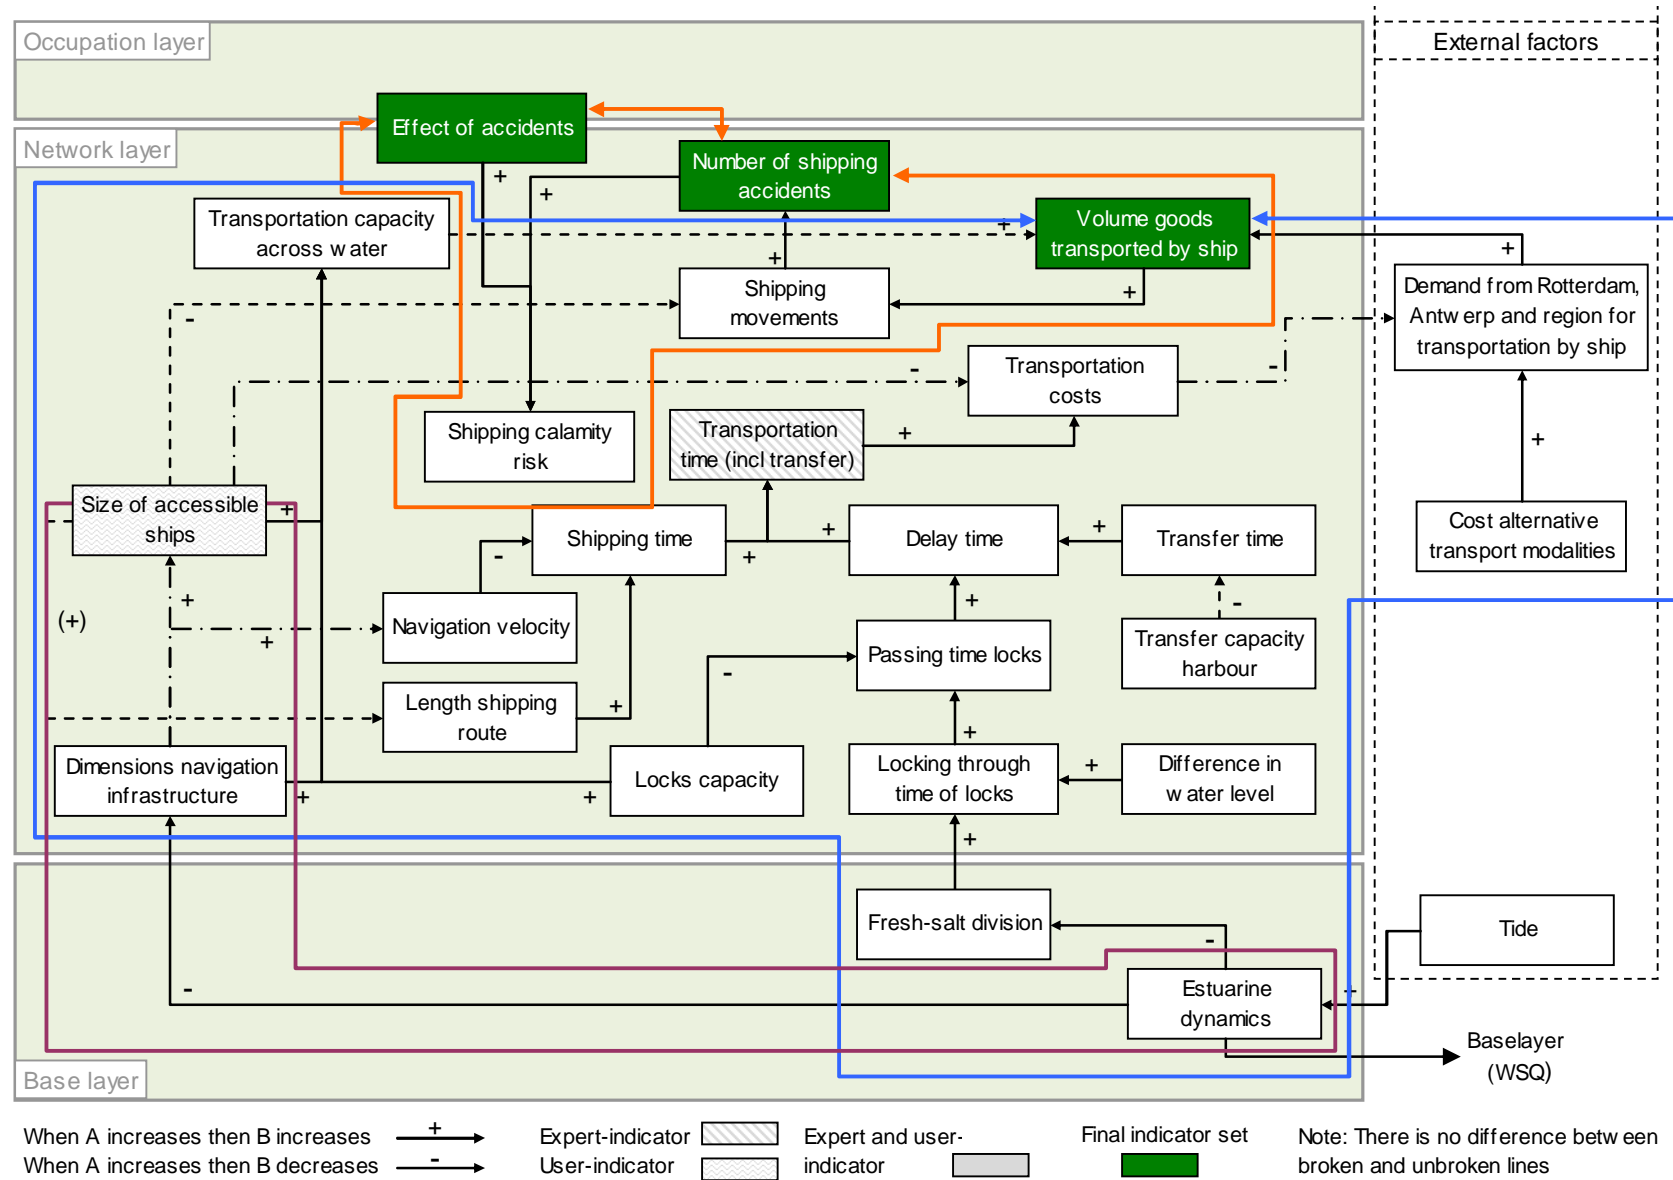 Occupation layer
External factors
Effect of accidents
Network layer
+
+
Number of shipping
accidents
Transportation capacity
across water
+
Volume goods
transported by ship
+
+
Shipping
movements
+
-
Demand from Rotterdam,
Antwerp and region for
transportation by ship
-
Transportation
costs
-
Shipping calamity
risk
Transportation
time (incl transfer)
+
+
Size of accessible
ships
+
Shipping time
-
+
+
Delay time
+
Transfer time
Cost alternative
transport modalities
(+)
+
+
Navigation velocity
+
-
Passing time locks
-
Transfer capacity
harbour
Length shipping
route
+
+
Dimensions navigation
infrastructure
+
+
Locks capacity
Locking through
time of locks
+
Difference in
water level
+
Fresh-salt division
-
Tide
-
Estuarine
dynamics
+
Baselayer
(WSQ)
Base layer
When A increases then B increases
+
Expert-indicator
Expert and user-
indicator
Final indicator set
Note: There is no difference between
broken and unbroken lines
When A increases then B decreases
-
User-indicator